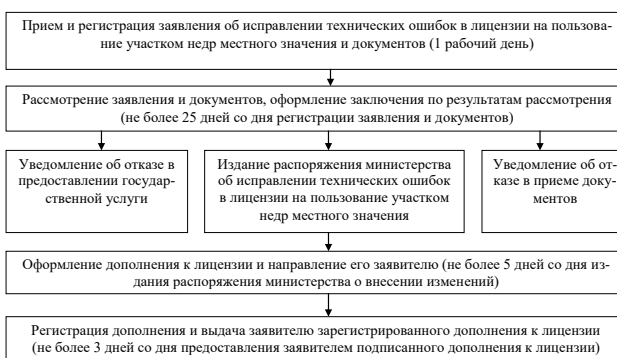 Прием и регистрация заявления об исправлении технических ошибок в лицензии на пользова-
ние участком недр местного значения и документов (1 рабочий день)
Рассмотрение заявления и документов, оформление заключения по результатам рассмотрения
(не более 25 дней со дня регистрации заявления и документов)
Уведомление об отказе в
предоставлении государ-
ственной услуги
Издание распоряжения министерства
об исправлении технических ошибок
в лицензии на пользование участком
недр местного значения
Уведомление об от-
казе в приеме доку-
ментов
Оформление дополнения к лицензии и направление его заявителю (не более 5 дней со дня из-
дания распоряжения министерства о внесении изменений)
Регистрация дополнения и выдача заявителю зарегистрированного дополнения к лицензии
(не более 3 дней со дня предоставления заявителем подписанного дополнения к лицензии)